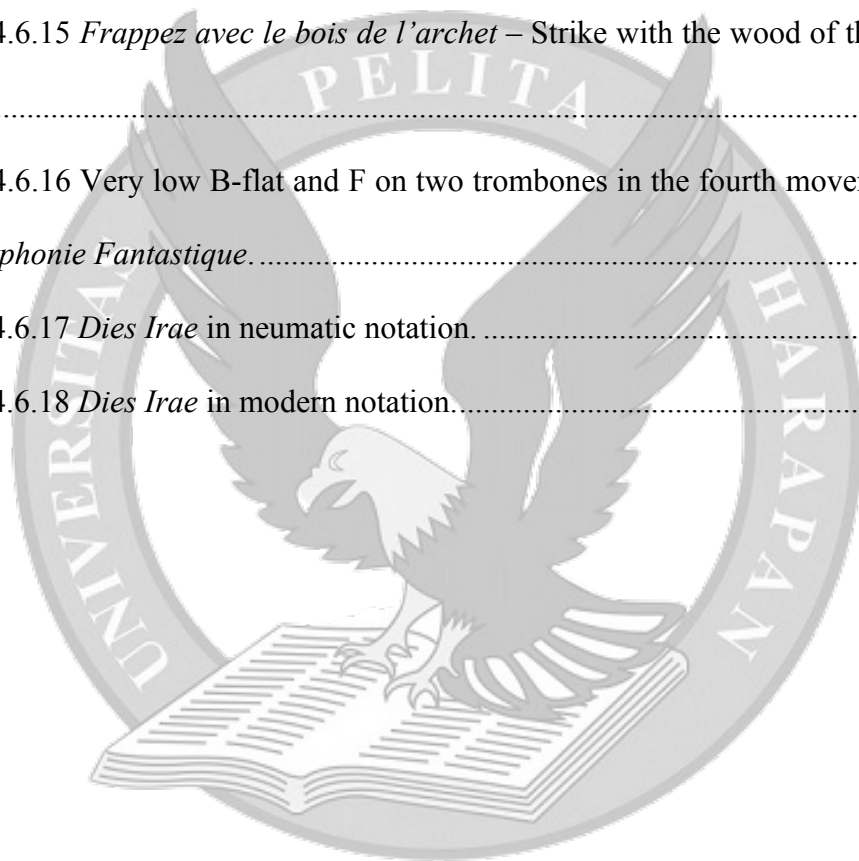 4.6.15 Frappez avec le bois de l’archet – Strike with the wood of th
4.6.16 Very low B-flat and F on two trombones in the fourth mover
phonie Fantastique.
4.6.17 Dies Irae in neumatic notation.
4.6.18 Dies Irae in modern notation.
UNIVERSITAS PELITA HARAPAN